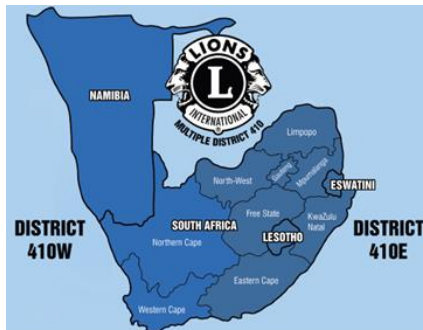 LIONS
L
INTERNATIONAL
®
MULTIPLE DISTRICT 410
NAMIBIA
Limpopo
North-West
Gauteng
Mpumalanga
ESWATINI
SOUTH AFRICA
Free State
KwaZulu
Natal
DISTRICT
410W
Northern Cape
LESOTHO
DISTRICT
410E
Eastern Cape
Western Cape